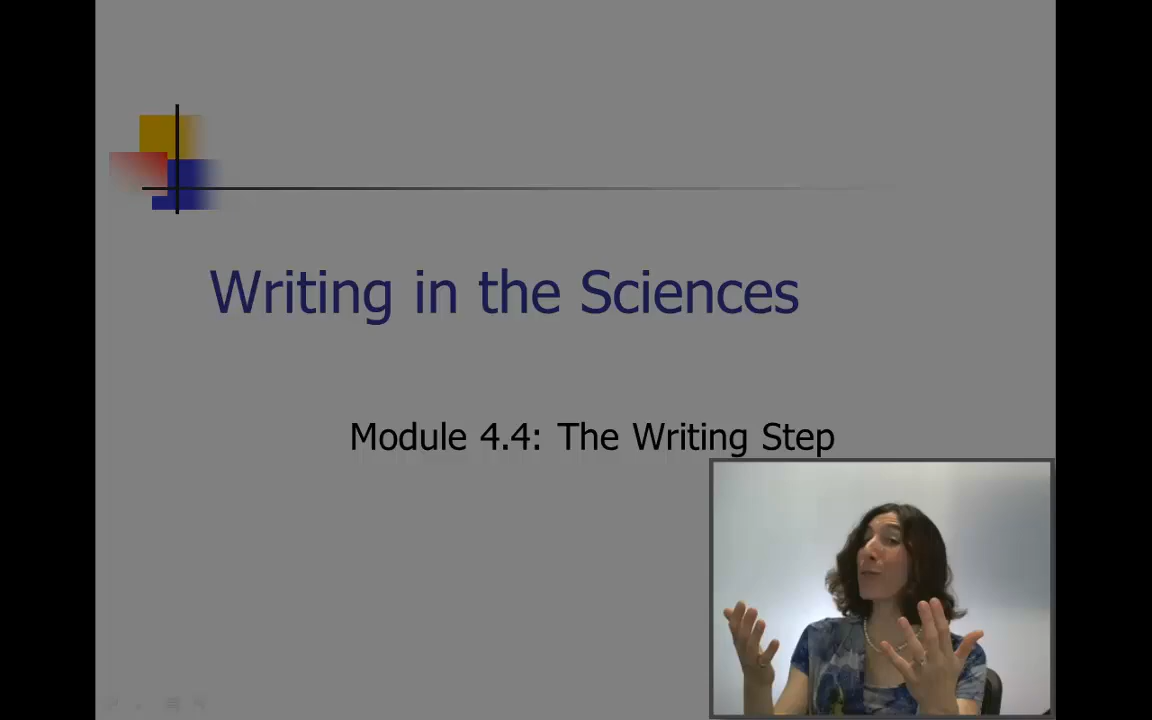 Writing in the Sciences
Module 4.4: The Writing Step